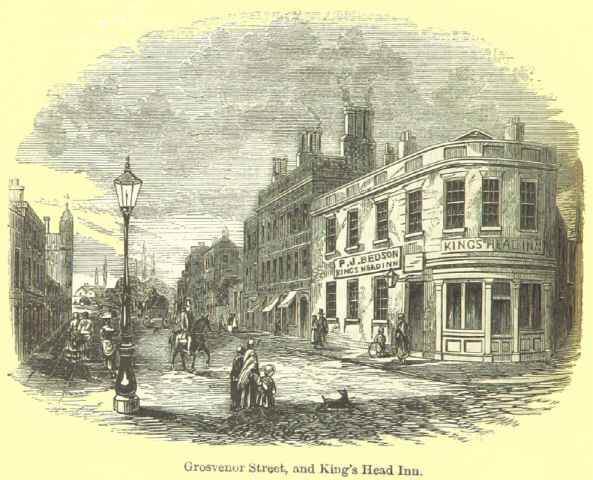 P. J. BEDSON
KINGS HEAD INN
KINGS HEAD INN
Grosvenor Street, and King's Head Inn.